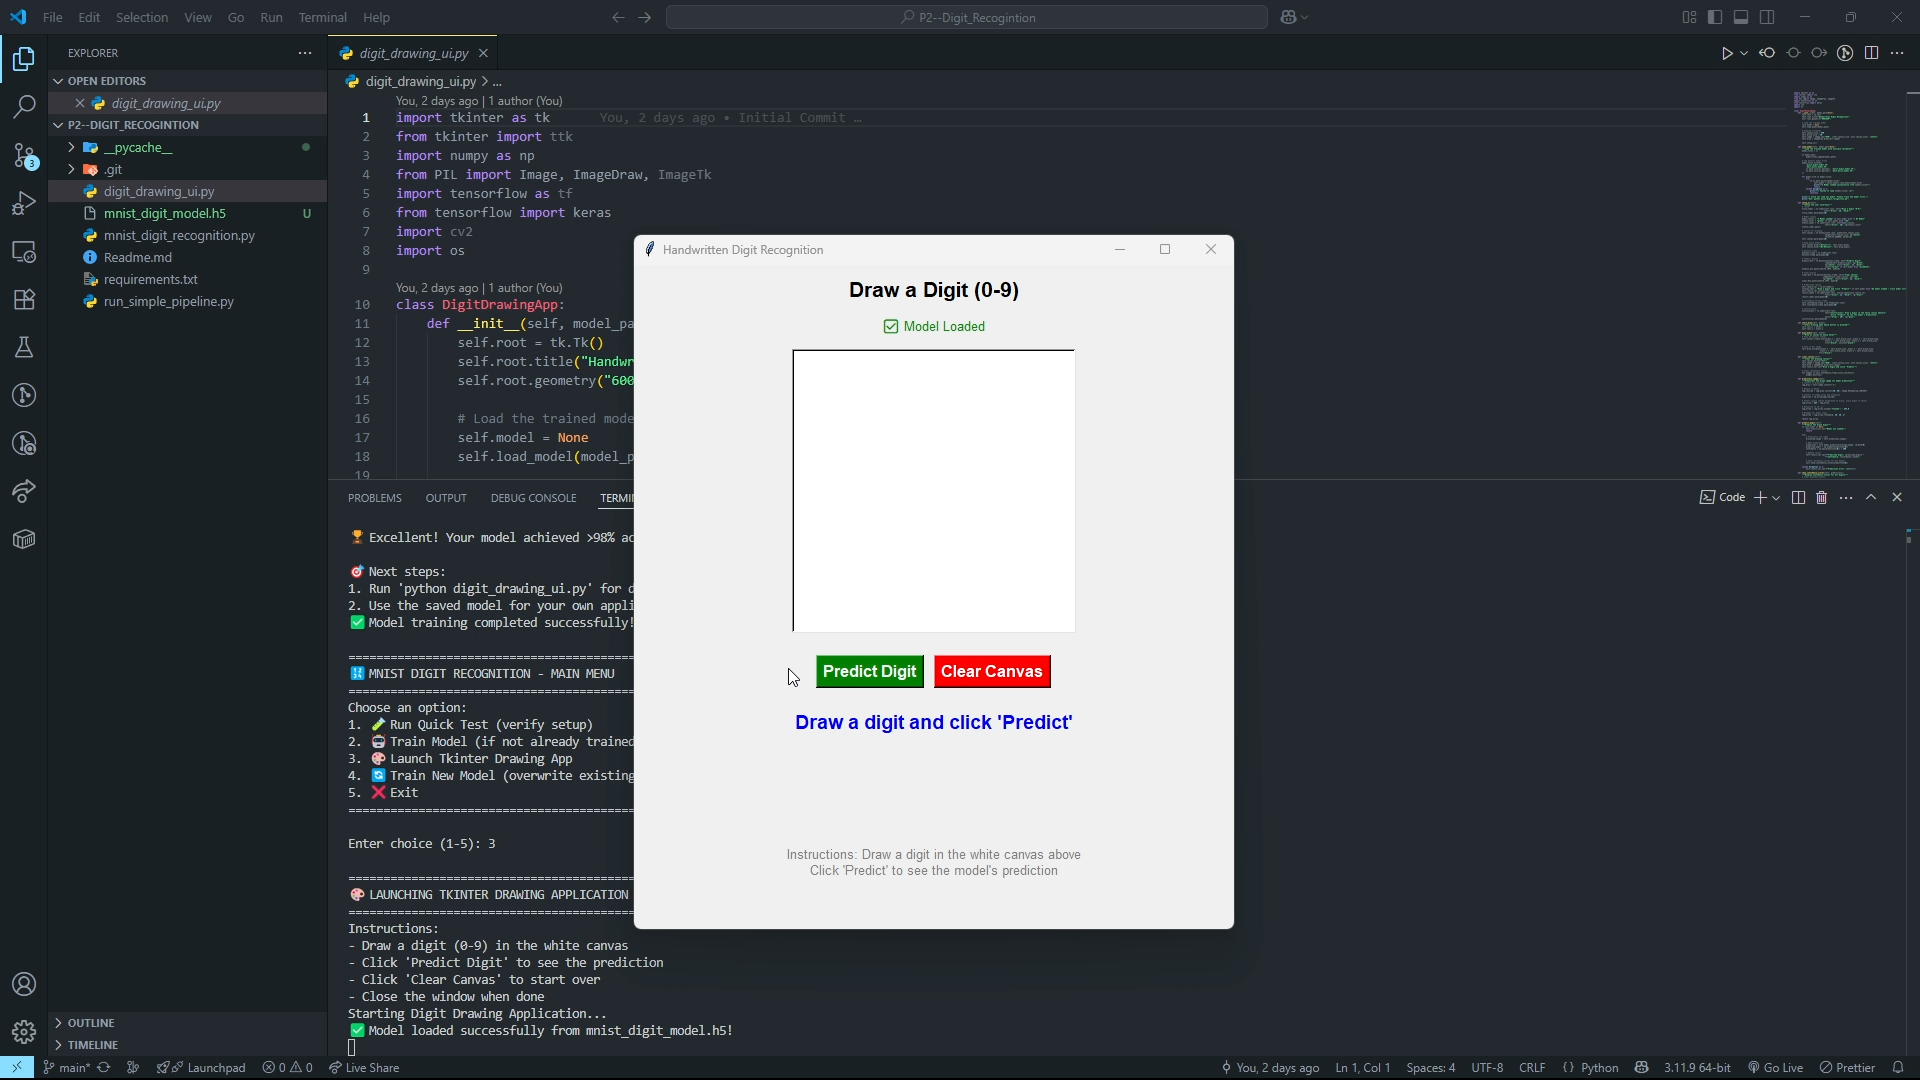 File Edit Selection View Go Run Terminal Help
P2--Digit_Recogintion
EXPLORER
OPEN EDITORS
digit_drawing_ui.py
P2--DIGIT_RECOGINTION
__pycache__
.git
digit_drawing_ui.py
mnist_digit_model.h5 U
mnist_digit_recognition.py
Readme.md
requirements.txt
run_simple_pipeline.py
OUTLINE
TIMELINE
3
digit_drawing_ui.py
digit_drawing_ui.py > ...
You, 2 days ago | 1 author (You)
1 import tkinter as tk You, 2 days ago • Initial Commit …
2 from tkinter import ttk
3 import numpy as np
4 from PIL import Image, ImageDraw, ImageTk
5 import tensorflow as tf
6 from tensorflow import keras
7 import cv2
8 import os
9
You, 2 days ago | 1 author (You)
10 class DigitDrawingApp:
11 def __init__(self, model_pa
12 self.root = tk.Tk()
13 self.root.title("Handwr
14 self.root.geometry("600
15
16 # Load the trained mode
17 self.model = None
18 self.load_model(model_p
19
PROBLEMS OUTPUT DEBUG CONSOLE TERMIN
Code
Excellent! Your model achieved >98% ac
Next steps:
1. Run 'python digit_drawing_ui.py' for d
2. Use the saved model for your own appli
Model training completed successfully!
MNIST DIGIT RECOGNITION - MAIN MENU
Choose an option:
1. Run Quick Test (verify setup)
2. Train Model (if not already trained
3. Launch Tkinter Drawing App
4. Train New Model (overwrite existing
5. Exit
Enter choice (1-5): 3
LAUNCHING TKINTER DRAWING APPLICATION
Instructions:
- Draw a digit (0-9) in the white canvas
- Click 'Predict Digit' to see the prediction
- Click 'Clear Canvas' to start over
- Close the window when done
Starting Digit Drawing Application...
Model loaded successfully from mnist_digit_model.h5!
Handwritten Digit Recognition
Draw a Digit (0-9)
Model Loaded
Predict Digit Clear Canvas
Draw a digit and click 'Predict'
Instructions: Draw a digit in the white canvas above
Click 'Predict' to see the model's prediction
main* Launchpad 0 0 Live Share
You, 2 days ago Ln 1, Col 1 Spaces: 4 UTF-8 CRLF {} Python 3.11.9 64-bit Go Live Prettier